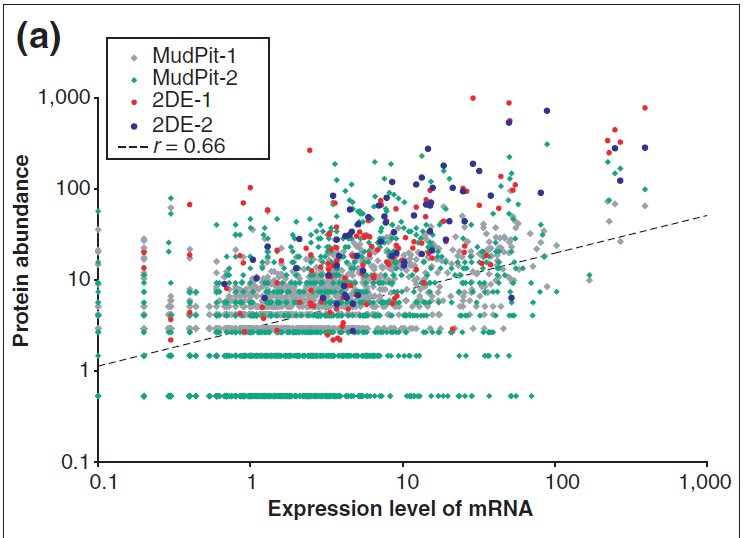 (a)
MudPit-1
MudPit-2
2DE-1
2DE-2
r = 0.66
Protein abundance
1,000
100
10
1
0.1
0.1 1 10 100 1,000
Expression level of mRNA